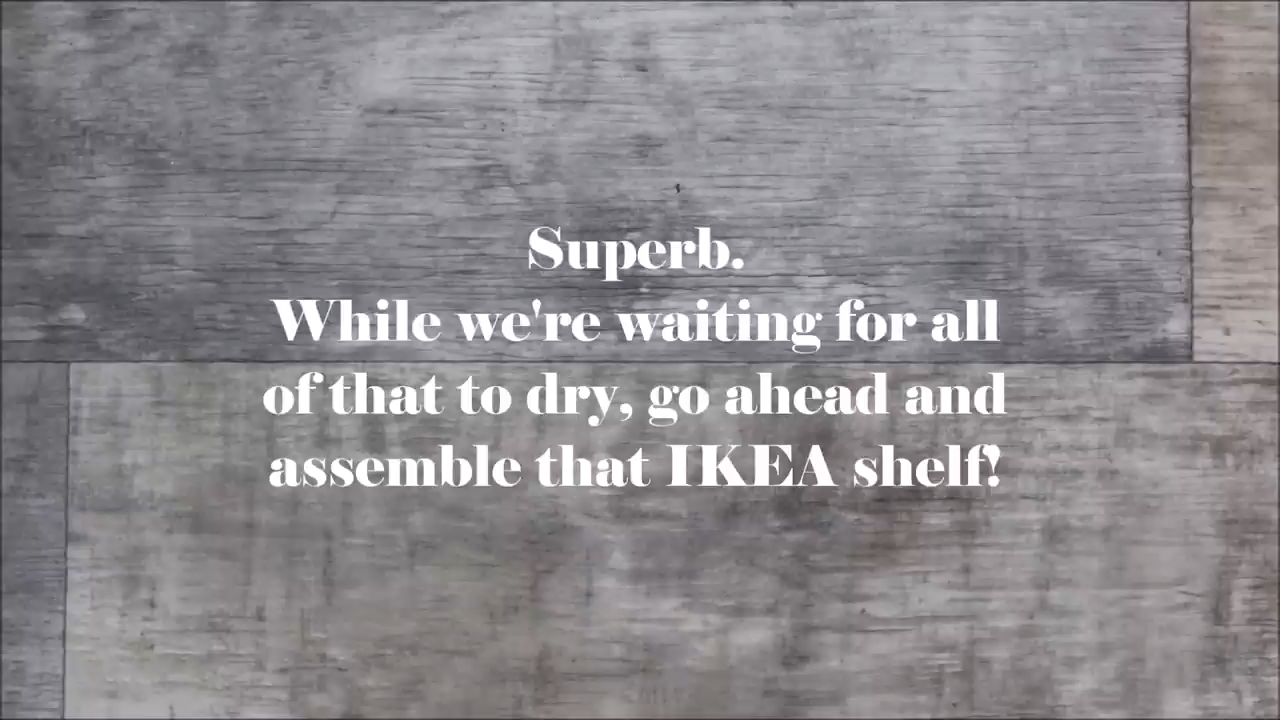 Superb.
While we're waiting for all
of that to dry, go ahead and
assemble that IKEA shelf!